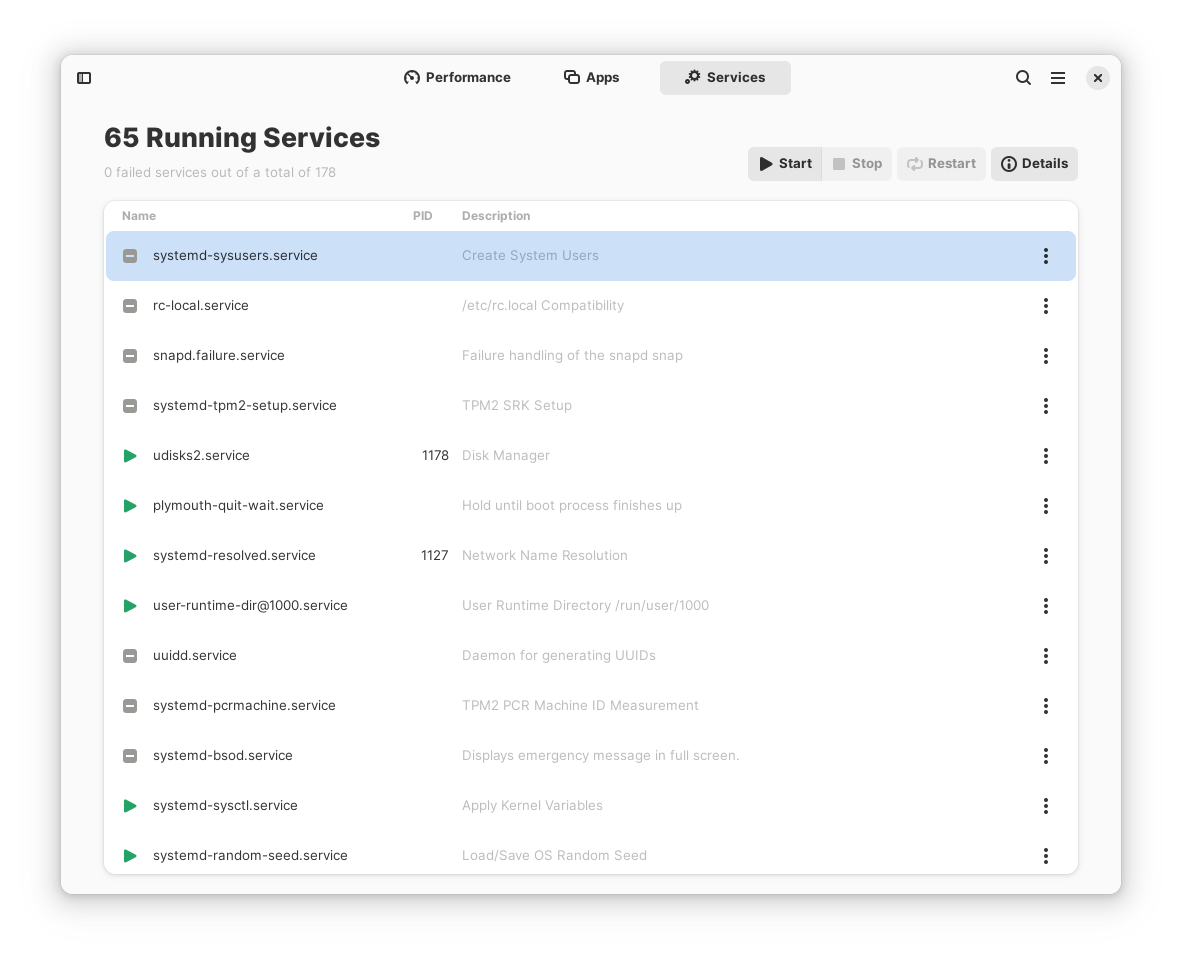 Performance Apps Services
65 Running Services
0 failed services out of a total of 178
Start Stop Restart Details
Name PID Description
systemd-sysusers.service Create System Users
rc-local.service /etc/rc.local Compatibility
snapd.failure.service Failure handling of the snapd snap
systemd-tpm2-setup.service TPM2 SRK Setup
udisks2.service 1178 Disk Manager
plymouth-quit-wait.service Hold until boot process finishes up
systemd-resolved.service 1127 Network Name Resolution
user-runtime-dir@1000.service User Runtime Directory /run/user/1000
uuidd.service Daemon for generating UUIDs
systemd-pcrmachine.service TPM2 PCR Machine ID Measurement
systemd-bsod.service Displays emergency message in full screen.
systemd-sysctl.service Apply Kernel Variables
systemd-random-seed.service Load/Save OS Random Seed